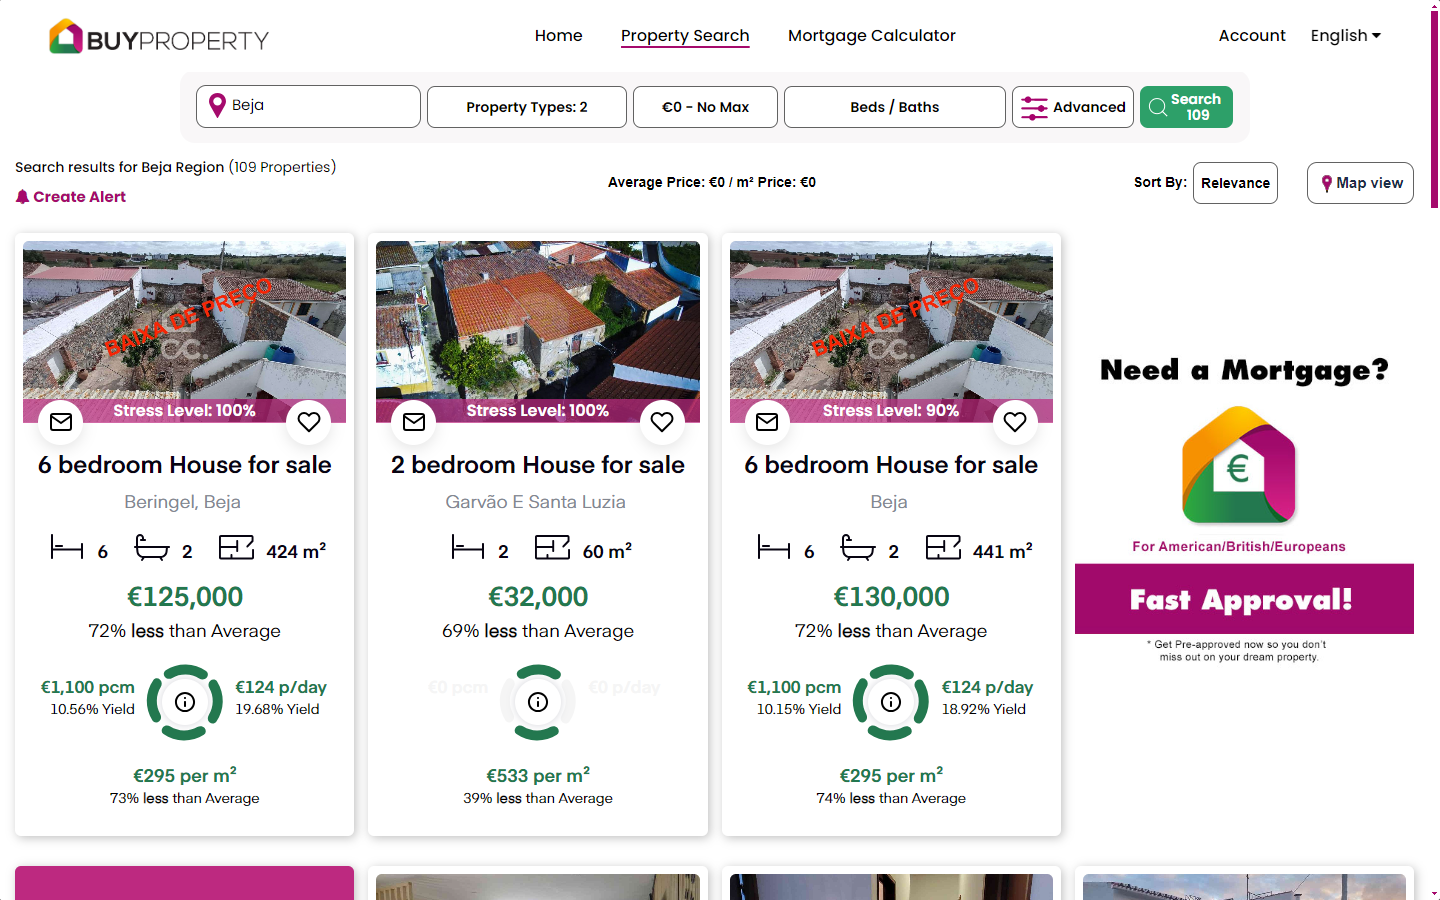 BUYPROPERTY
Home
Property Search
Mortgage Calculator
Account
English
Beja
Property Types: 2
€0 - No Max
Beds / Baths
Advanced
Search
109
Search results for Beja Region (109 Properties)
Create Alert
Average Price: €0 / m² Price: €0
Sort By:
Relevance
Map view
BAIXA DE PREÇO
CC.
Stress Level: 100%
6 bedroom House for sale
Beringel, Beja
6
2
424 m²
€125,000
72% less than Average
€1,100 pcm
10.56% Yield
€124 p/day
19.68% Yield
€295 per m²
73% less than Average
Stress Level: 100%
2 bedroom House for sale
Garvão E Santa Luzia
2
60 m²
€32,000
69% less than Average
€0 pcm
€0 p/day
€533 per m²
39% less than Average
BAIXA DE PREÇO
CC.
Stress Level: 90%
6 bedroom House for sale
Beja
6
2
441 m²
€130,000
72% less than Average
€1,100 pcm
10.15% Yield
€124 p/day
18.92% Yield
€295 per m²
74% less than Average
Need a Mortgage?
€
For American/British/Europeans
Fast Approval!
* Get Pre-approved now so you don't
miss out on your dream property.